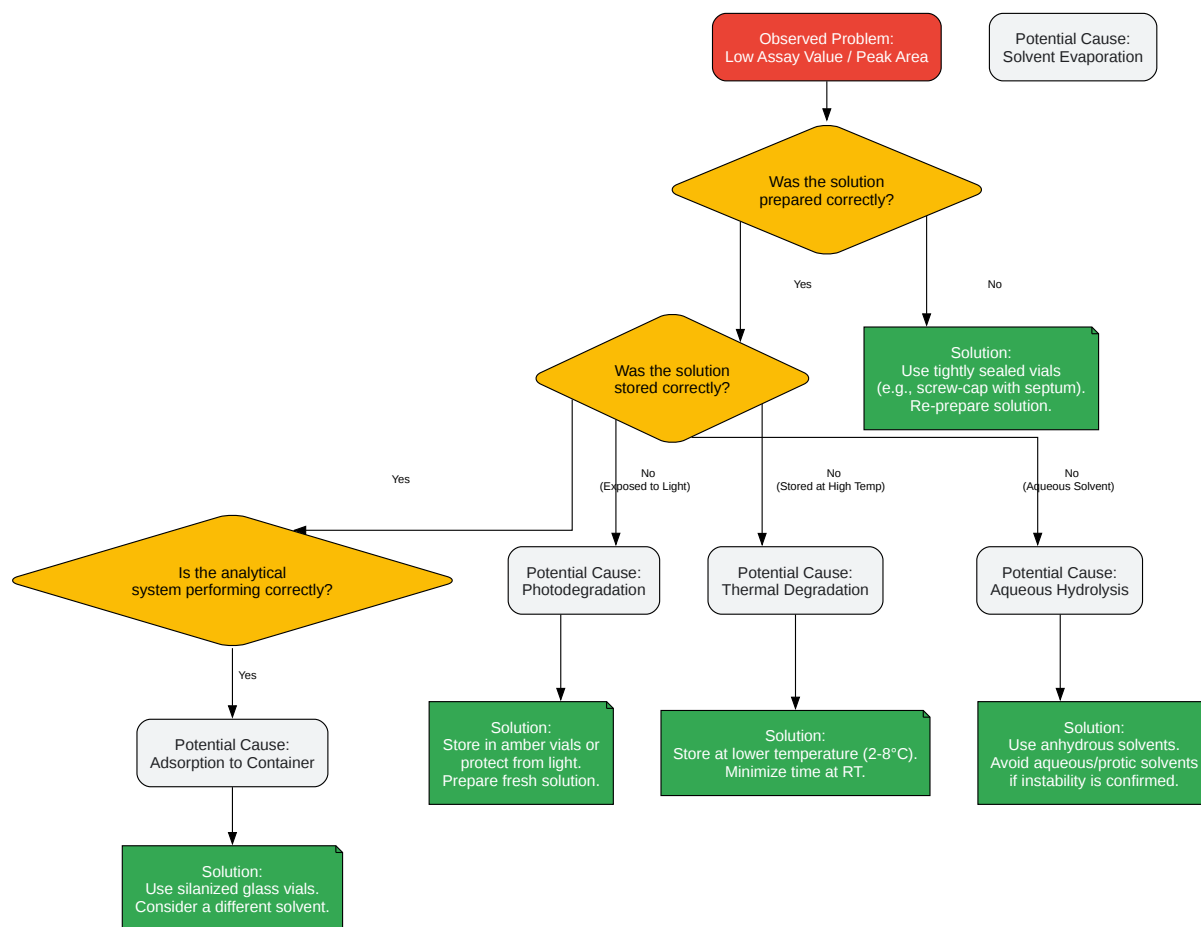 Observed Problem:
Low Assay Value / Peak Area
Potential Cause:
Solvent Evaporation
Was the solution
prepared correctly?
Yes
No
Solution:
Use tightly sealed vials
(e.g., screw-cap with septum).
Re-prepare solution.
Was the solution
stored correctly?
Yes
No
(Exposed to Light)
No
(Stored at High Temp)
No
(Aqueous Solvent)
Is the analytical
system performing correctly?
Potential Cause:
Photodegradation
Potential Cause:
Thermal Degradation
Potential Cause:
Aqueous Hydrolysis
Yes
Potential Cause:
Adsorption to Container
Solution:
Store in amber vials or
protect from light.
Prepare fresh solution.
Solution:
Store at lower temperature (2-8°C).
Minimize time at RT.
Solution:
Use anhydrous solvents.
Avoid aqueous/protic solvents
if instability is confirmed.
Solution:
Use silanized glass vials.
Consider a different solvent.